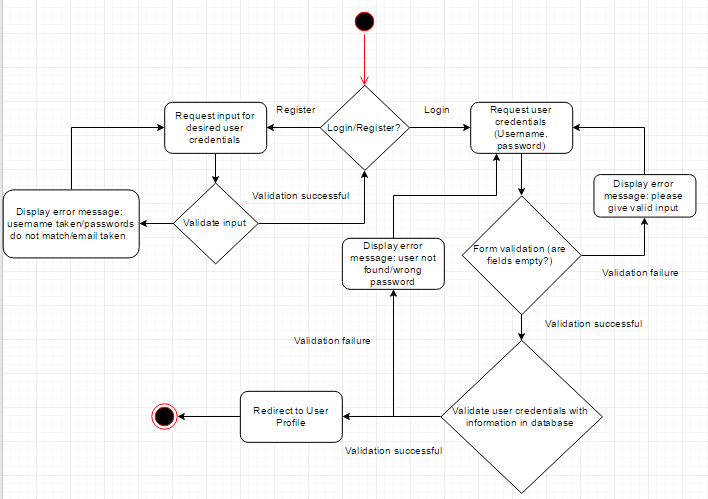 Register
Login
Request input for
desired user
credentials
Login/Register?
Request user
credentials
(Username,
password)
Display error
message: please
give valid input
Validation successful
Display error message:
username taken/passwords
do not match/email taken
Validate input
Form validation (are
fields empty?)
Display error
message: user not
found/wrong
password
Validation failure
Validation successful
Validation failure
Redirect to User
Profile
Validate user credentials with
information in database
Validation successful